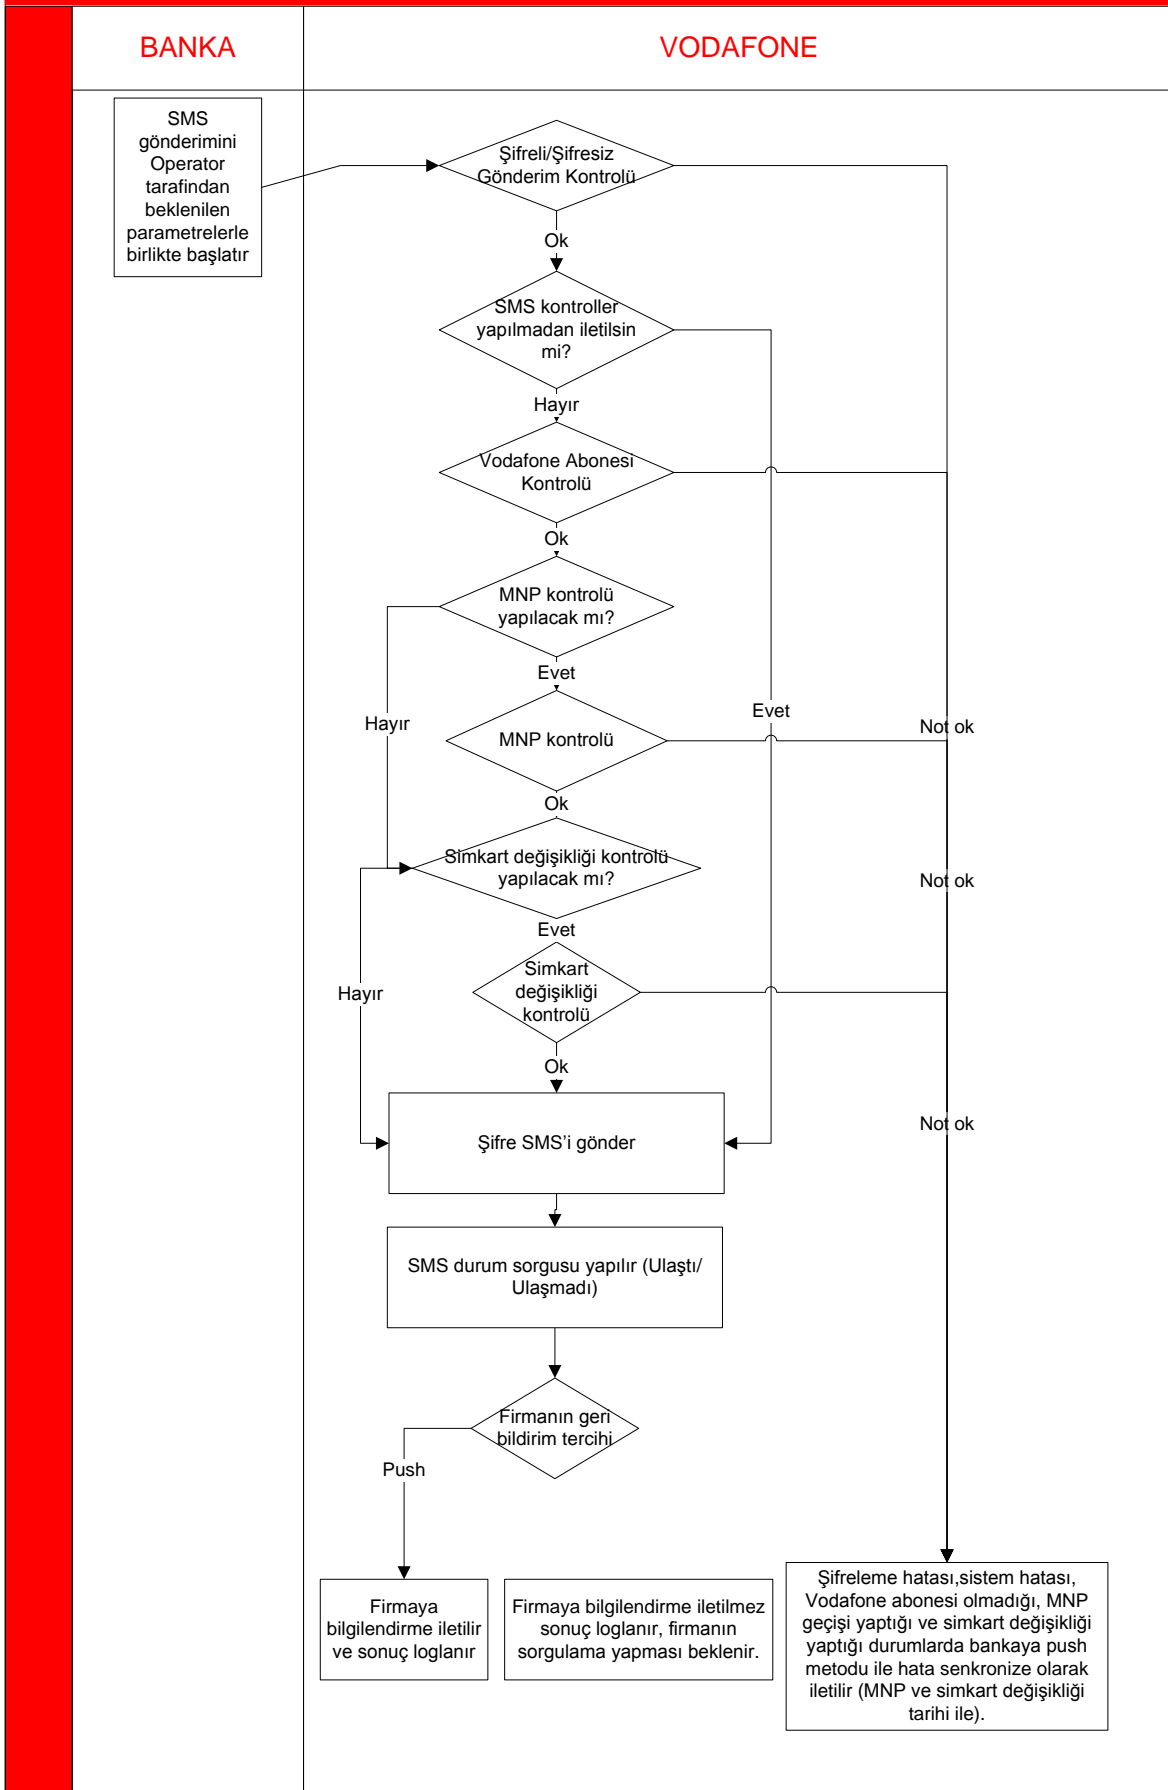 BANKA
VODAFONE
SMS
gönderimini
Operator
tarafindan
beklenilen
parametrelerle
birlikte başlatır
Şifreli/Şifresiz
Gönderim Kontrolü
Ok
SMS kontroller
yapılmadan iletilsin
mi?
Hayır
Vodafone Abonesi
Kontrolü
Ok
MNP kontrolü
yapılacak mı?
Evet
Hayır
Evet
Not ok
MNP kontrolü
Ok
Simkart değişikliği kontrolü
yapılacak mı?
Not ok
Evet
Simkart
değişikliği
kontrolü
Hayır
Ok
Not ok
Şifre SMS’i gönder
SMS durum sorgusu yapılır (Ulaştı/
Ulaşmadı)
Firmanın geri
bildirim tercihi
Push
Firmaya
bilgilendirme iletilir
ve sonuç loglanır
Firmaya bilgilendirme iletilmez
sonuç loglanır, firmanın
sorgulama yapması beklenir.
Şifreleme hatası,sistem hatası,
Vodafone abonesi olmadığı, MNP
geçişi yaptığı ve simkart değişikliği
yaptığı durumlarda bankaya push
metodu ile hata senkronize olarak
iletilir (MNP ve simkart değişikliği
tarihi ile).